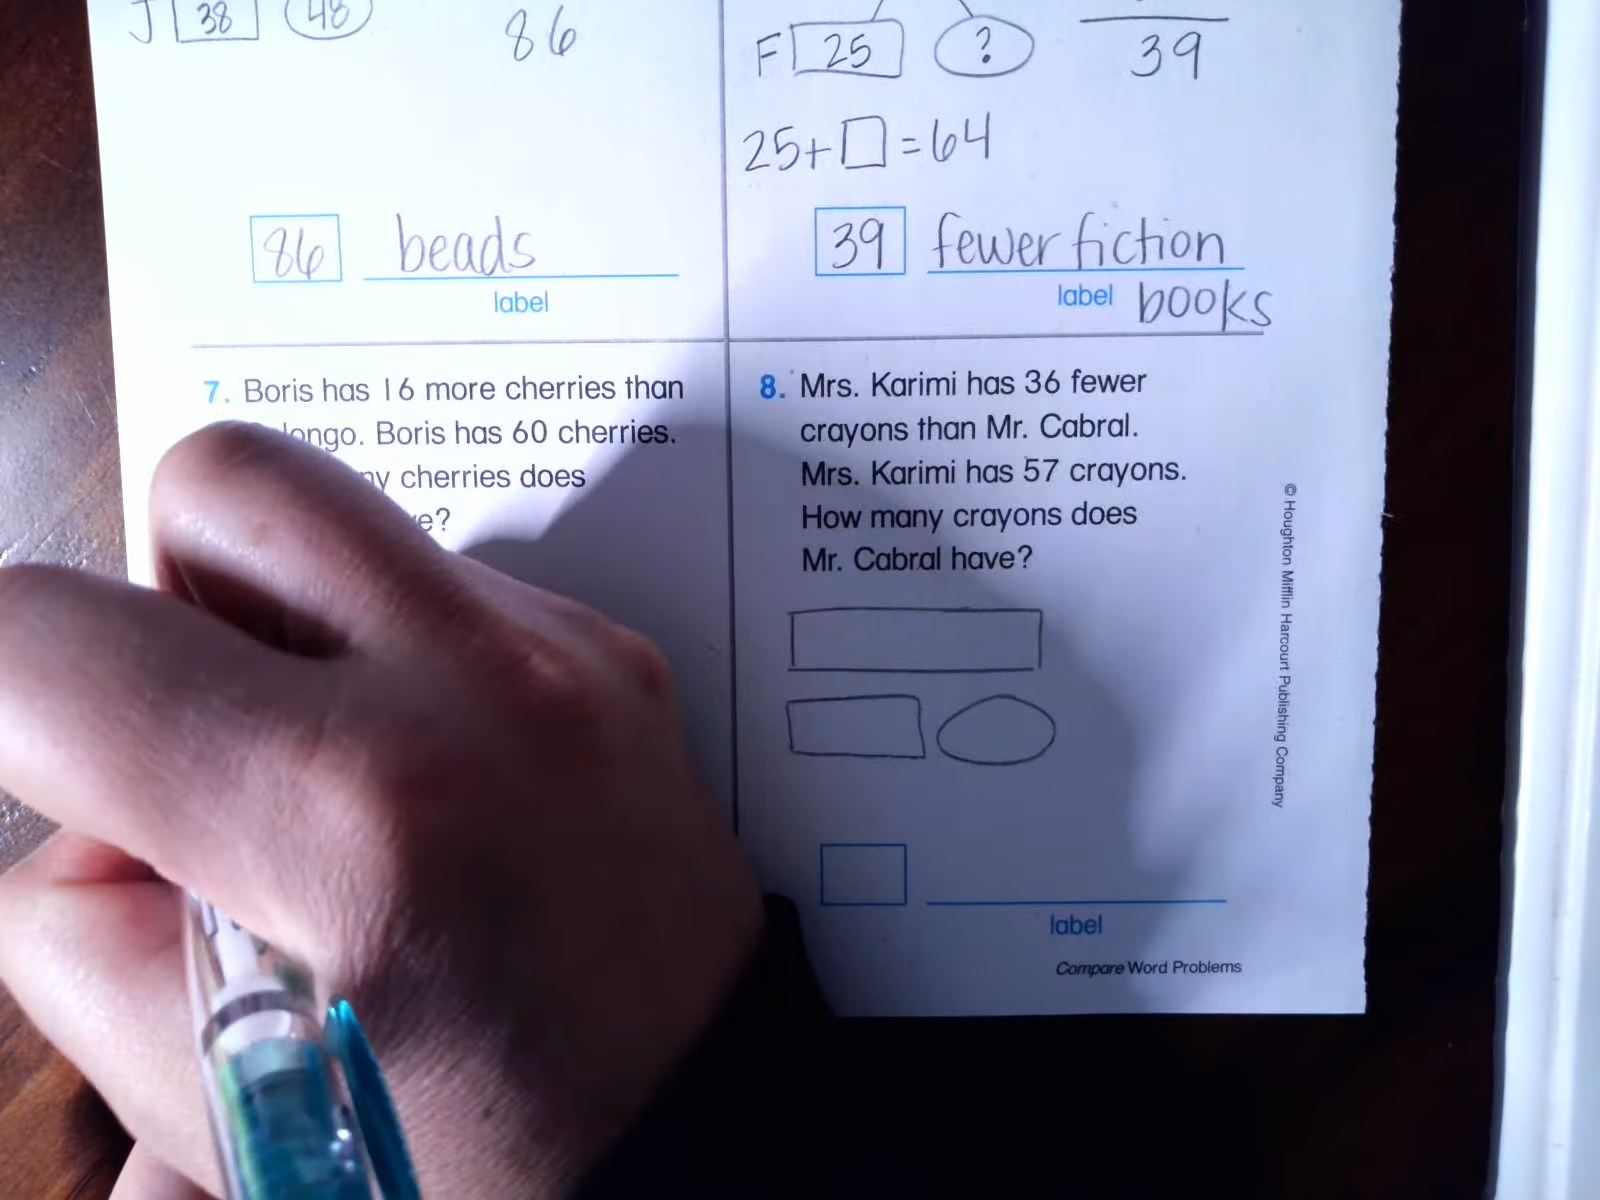 J 38 48
86
F 25 ?
39
25+□=64
86 beads
label
39 fewer fiction
label books
7. Boris has 16 more cherries than
. Boris has 60 cherries.
cherries does
8. Mrs. Karimi has 36 fewer
crayons than Mr. Cabral.
Mrs. Karimi has 57 crayons.
How many crayons does
Mr. Cabral have?
label
Compare Word Problems
© Houghton Mifflin Harcourt Publishing Company